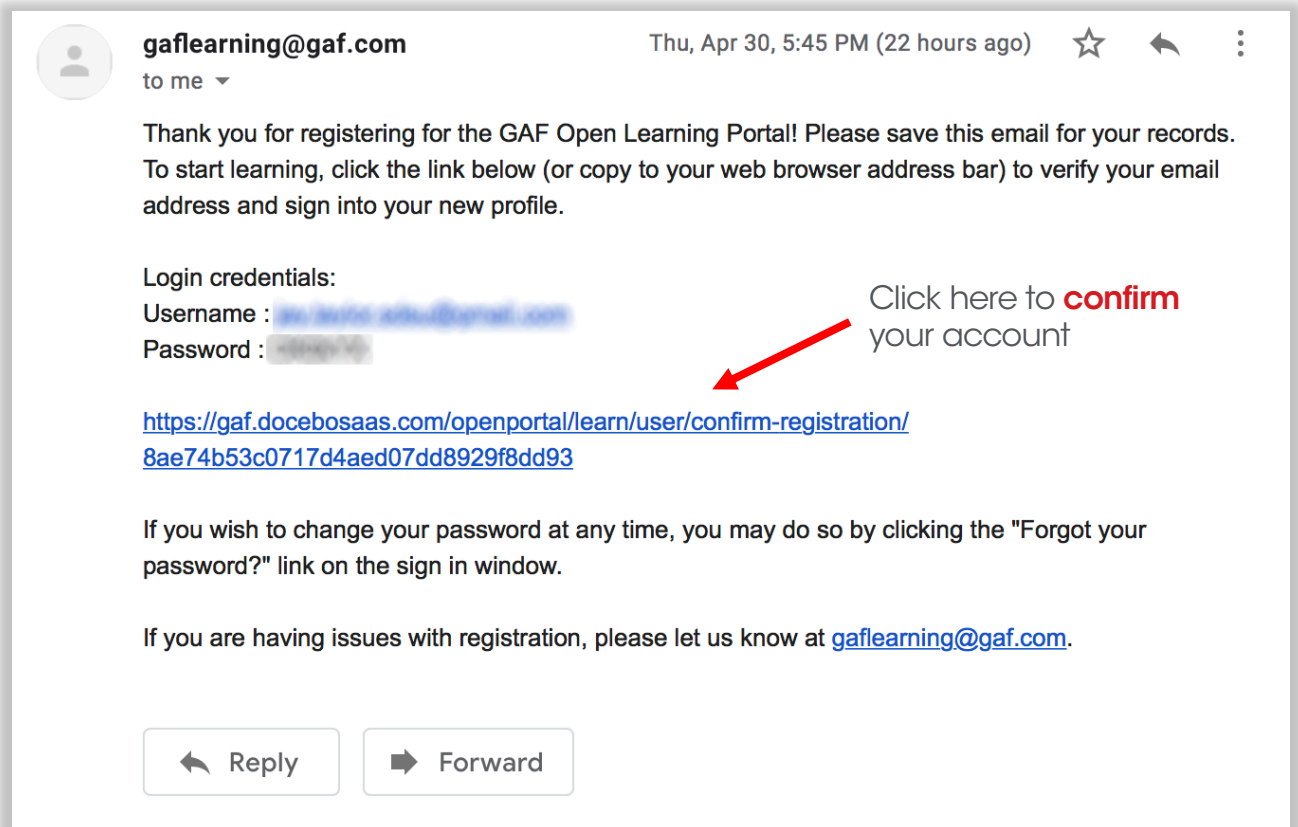 gaflearning@gaf.com
Thu, Apr 30, 5:45 PM (22 hours ago)
to me
Thank you for registering for the GAF Open Learning Portal! Please save this email for your records.
To start learning, click the link below (or copy to your web browser address bar) to verify your email
address and sign into your new profile.
Login credentials:
Username :
Password :
Click here to confirm
your account
https://gaf.docebosaas.com/openportal/learn/user/confirm-registration/
8ae74b53c0717d4aed07dd8929f8dd93
If you wish to change your password at any time, you may do so by clicking the "Forgot your
password?" link on the sign in window.
If you are having issues with registration, please let us know at gaflearning@gaf.com.
Reply
Forward